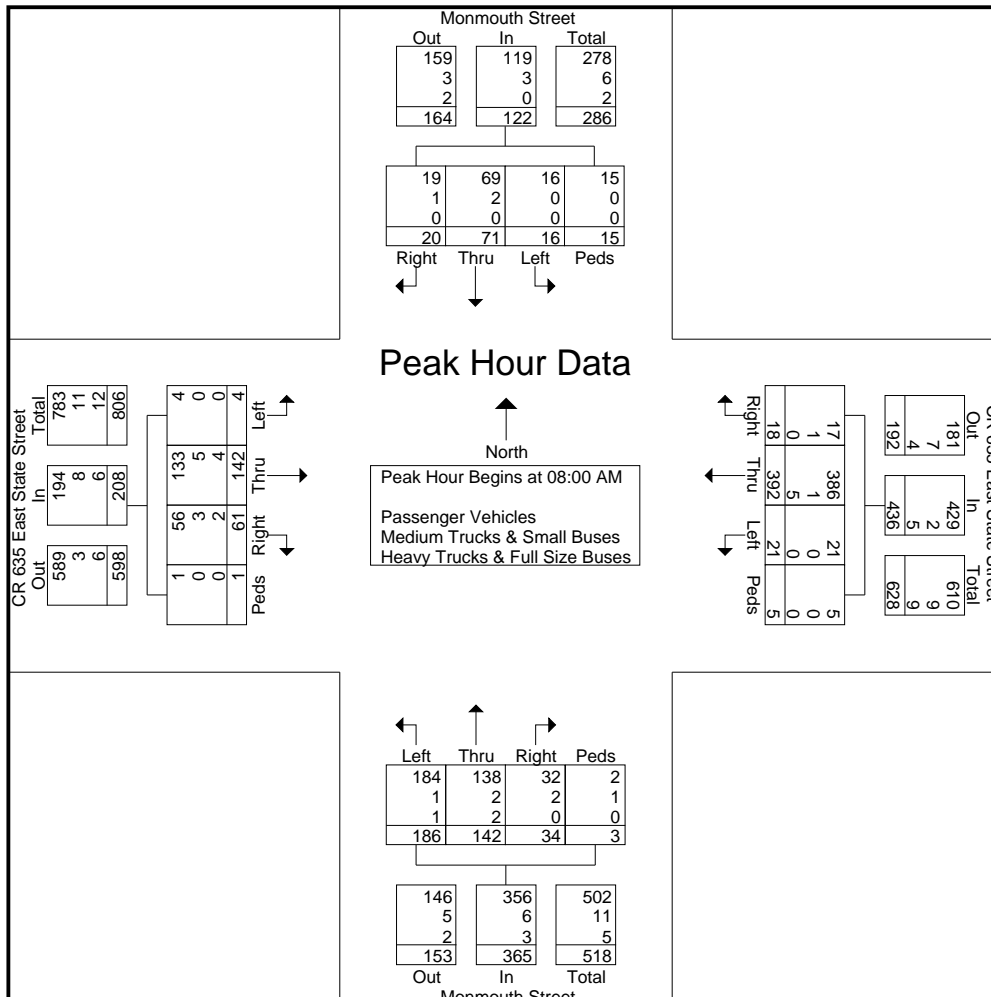 Monmouth Street
Out In Total
159 119 278
3 3 6
2 0 2
164 122 286
19 69 16 15
1 2 0 0
0 0 0 0
20 71 16 15
Right Thru Left Peds
Peak Hour Data
North
Peak Hour Begins at 08:00 AM
Passenger Vehicles
Medium Trucks & Small Buses
Heavy Trucks & Full Size Buses
CR 635 East State Street
Out In Total
589 194 783
3 8 11
6 6 12
598 208 806
Peds Right Thru Left
1 56 133 4
0 3 5 0
0 2 4 0
1 61 142 4
East State Street
Out In Total
181 429 610
7 2 9
4 5 9
192 436 628
17 386 21 5
1 1 0 0
0 5 0 0
18 392 21 5
Right Thru Left Peds
Left Thru Right Peds
184 138 32 2
1 2 2 1
1 2 0 0
186 142 34 3
146 356 502
5 6 11
2 3 5
153 365 518
Out In Total
Monmouth Street